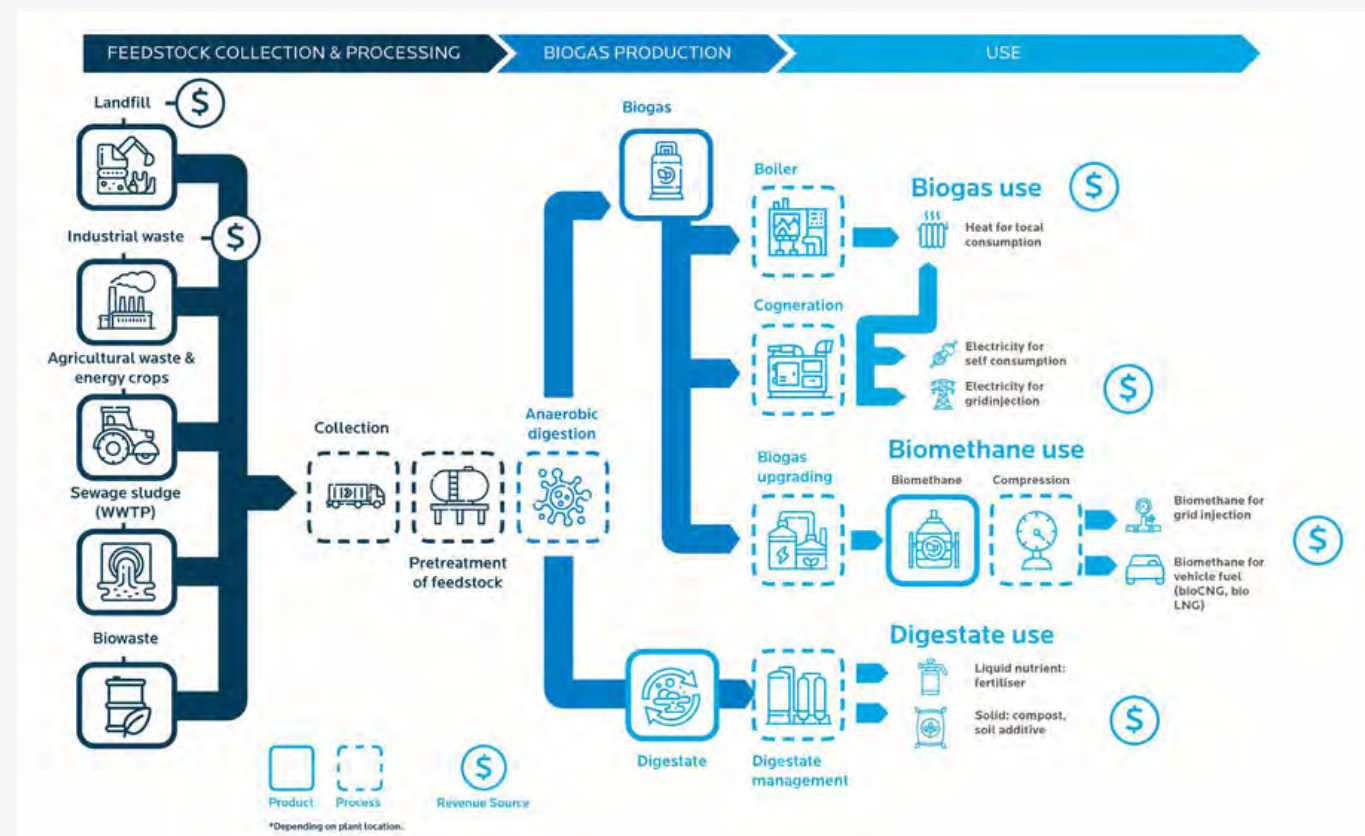 FEEDSTOCK COLLECTION & PROCESSING
BIOGAS PRODUCTION
USE
Landfill
$
Industrial waste
$
Agricultural waste &
energy crops
Sewage sludge
(WWTP)
Biowaste
Collection
Pretreatment
of feedstock
Anaerobic
digestion
Biogas
Boiler
Biogas use
$
Heat for local
consumption
Cogneration
Electricity for
self consumption
Electricity for
gridinjection
$
Biogas
upgrading
Biomethane use
Biomethane
Compression
Biomethane for
grid injection
Biomethane for
vehicle fuel
(bioCNG, bio
LNG)
$
Digestate use
Liquid nutrient:
fertiliser
Solid: compost,
soil additive
$
Digestate
Digestate
management
Product
Process
$
Revenue Source
*Depending on plant location.